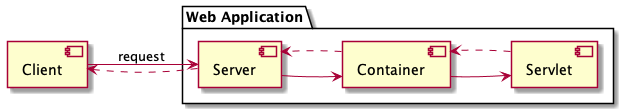 Web Application
Client
request
Server
Container
Servlet